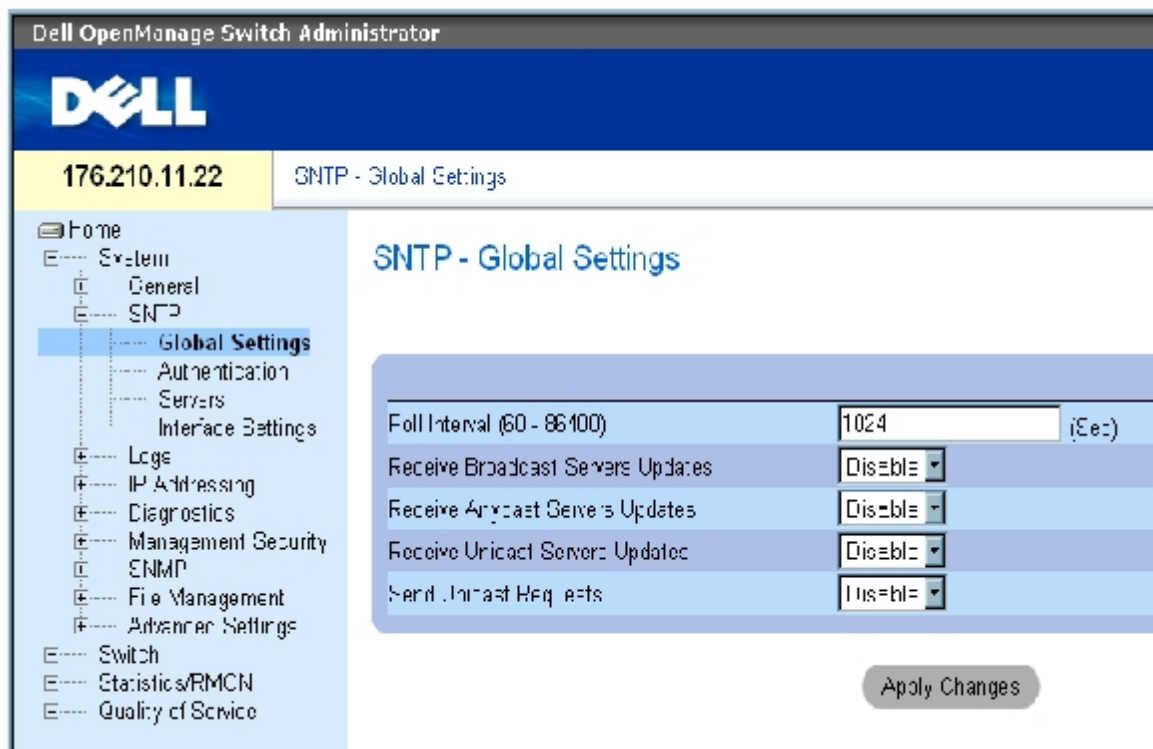 Dell OpenManage Switch Administrator
DELL
176.210.11.22
SNTP - Global Settings
Home
System
General
SNTP
Global Settings
Authentication
Servers
Interface Settings
Logs
IP Addressing
Diagnostics
Management Security
SNMP
File Management
Advanced Settings
Switch
Statistics/RMON
Quality of Service
SNTP - Global Settings
Poll Interval (60 - 86400) 1024 (Sec)
Receive Broadcast Servers Updates Disable
Receive Anycast Servers Updates Disable
Receive Unicast Servers Updates Disable
Send Unicast Requests Disable
Apply Changes